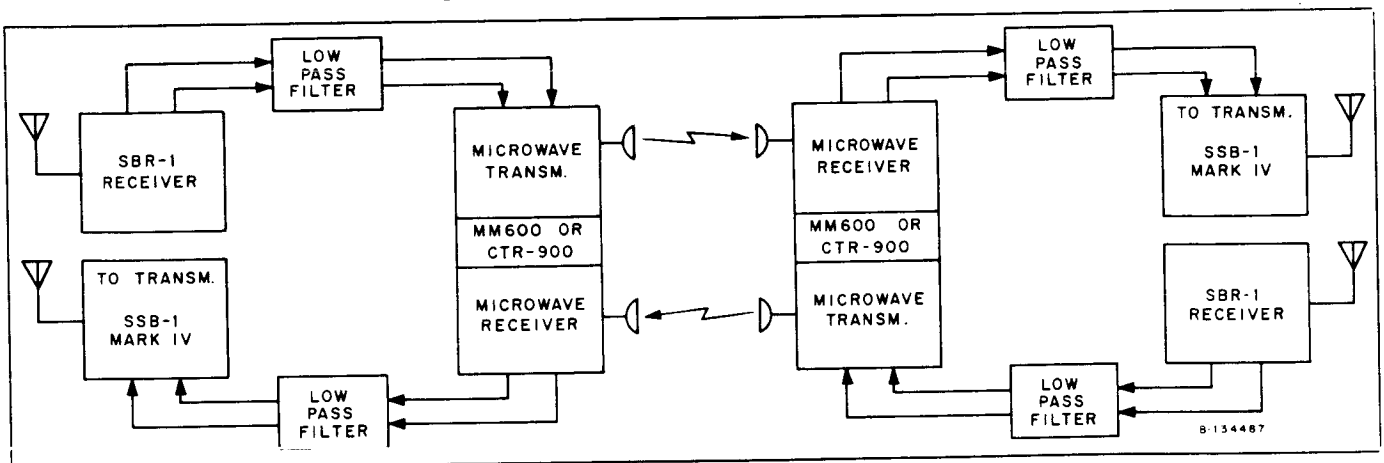 LOW
PASS
FILTER
SBR-1
RECEIVER
MICROWAVE
TRANSM.
MM600 OR
CTR-900
MICROWAVE
RECEIVER
TO TRANSM.
SSB-1
MARK IV
LOW
PASS
FILTER
LOW
PASS
FILTER
MICROWAVE
RECEIVER
MM600 OR
CTR-900
MICROWAVE
TRANSM.
TO TRANSM.
SSB-1
MARK IV
SBR-1
RECEIVER
LOW
PASS
FILTER
B-134487